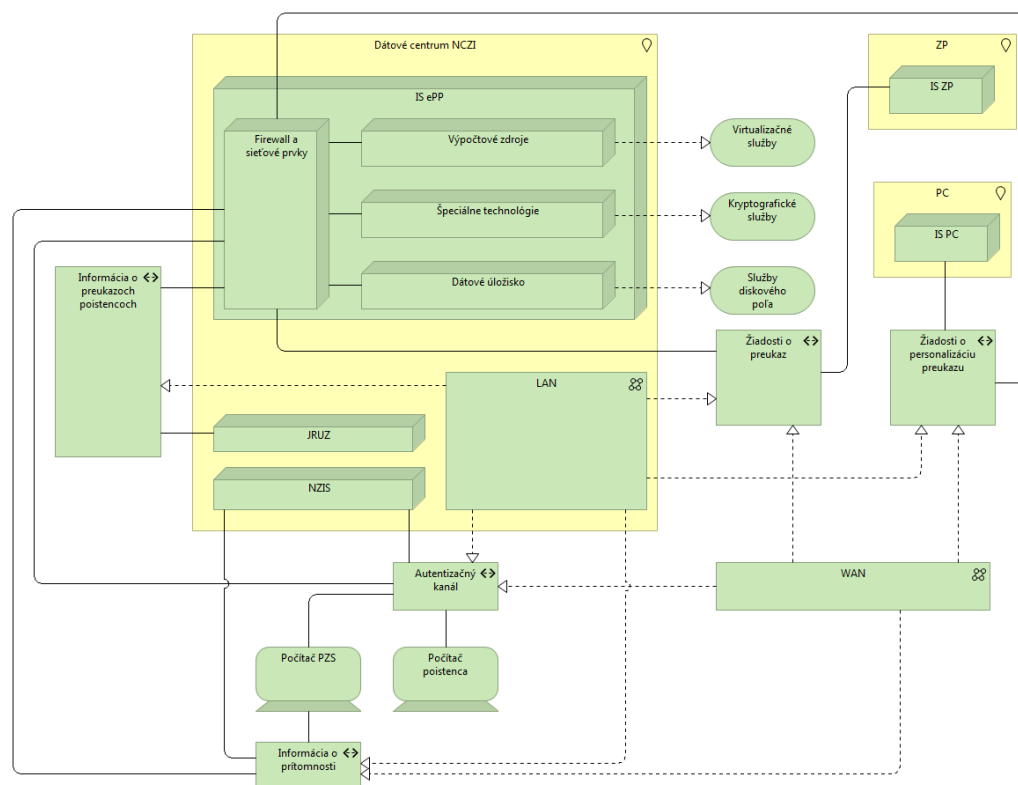 Dátové centrum NCZI
ZP
IS ePP
IS ZP
Firewall a
sieťové prvky
Výpočtové zdroje
Virtualizačné
služby
Špeciálne technológie
Kryptografické
služby
PC
IS PC
Informácia o
preukazoch
poistencoch
Dátové úložisko
Služby
diskového
poľa
Žiadosti o
preukaz
Žiadosti o
personalizáciu
preukazu
LAN
JRUZ
NZIS
Autentizačný
kanál
WAN
Počítač PZS
Počítač
poistenca
Informácia o
prítomnosti